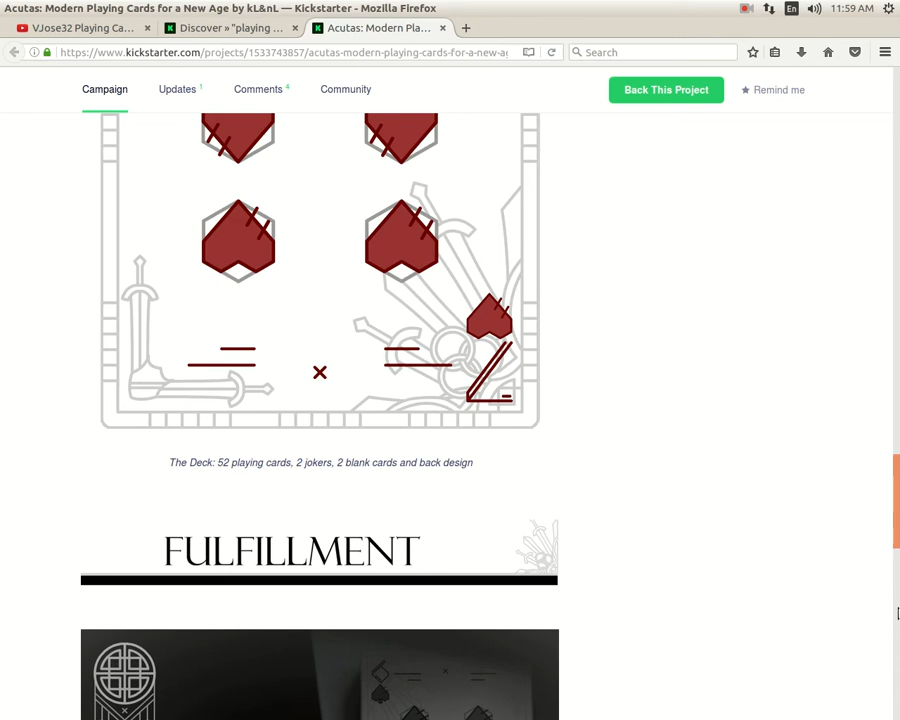 Acutas: Modern Playing Cards for a New Age by kL&nL — Kickstarter - Mozilla Firefox
En
11:59 AM
VJose32 Playing Ca...
Discover » "playing ...
Acutas: Modern Pla...
https://www.kickstarter.com/projects/1533743857/acutas-modern-playing-cards-for-a-new-ag
Search
Campaign
Updates 1
Comments 4
Community
Back This Project
Remind me
The Deck: 52 playing cards, 2 jokers, 2 blank cards and back design
FULFILLMENT